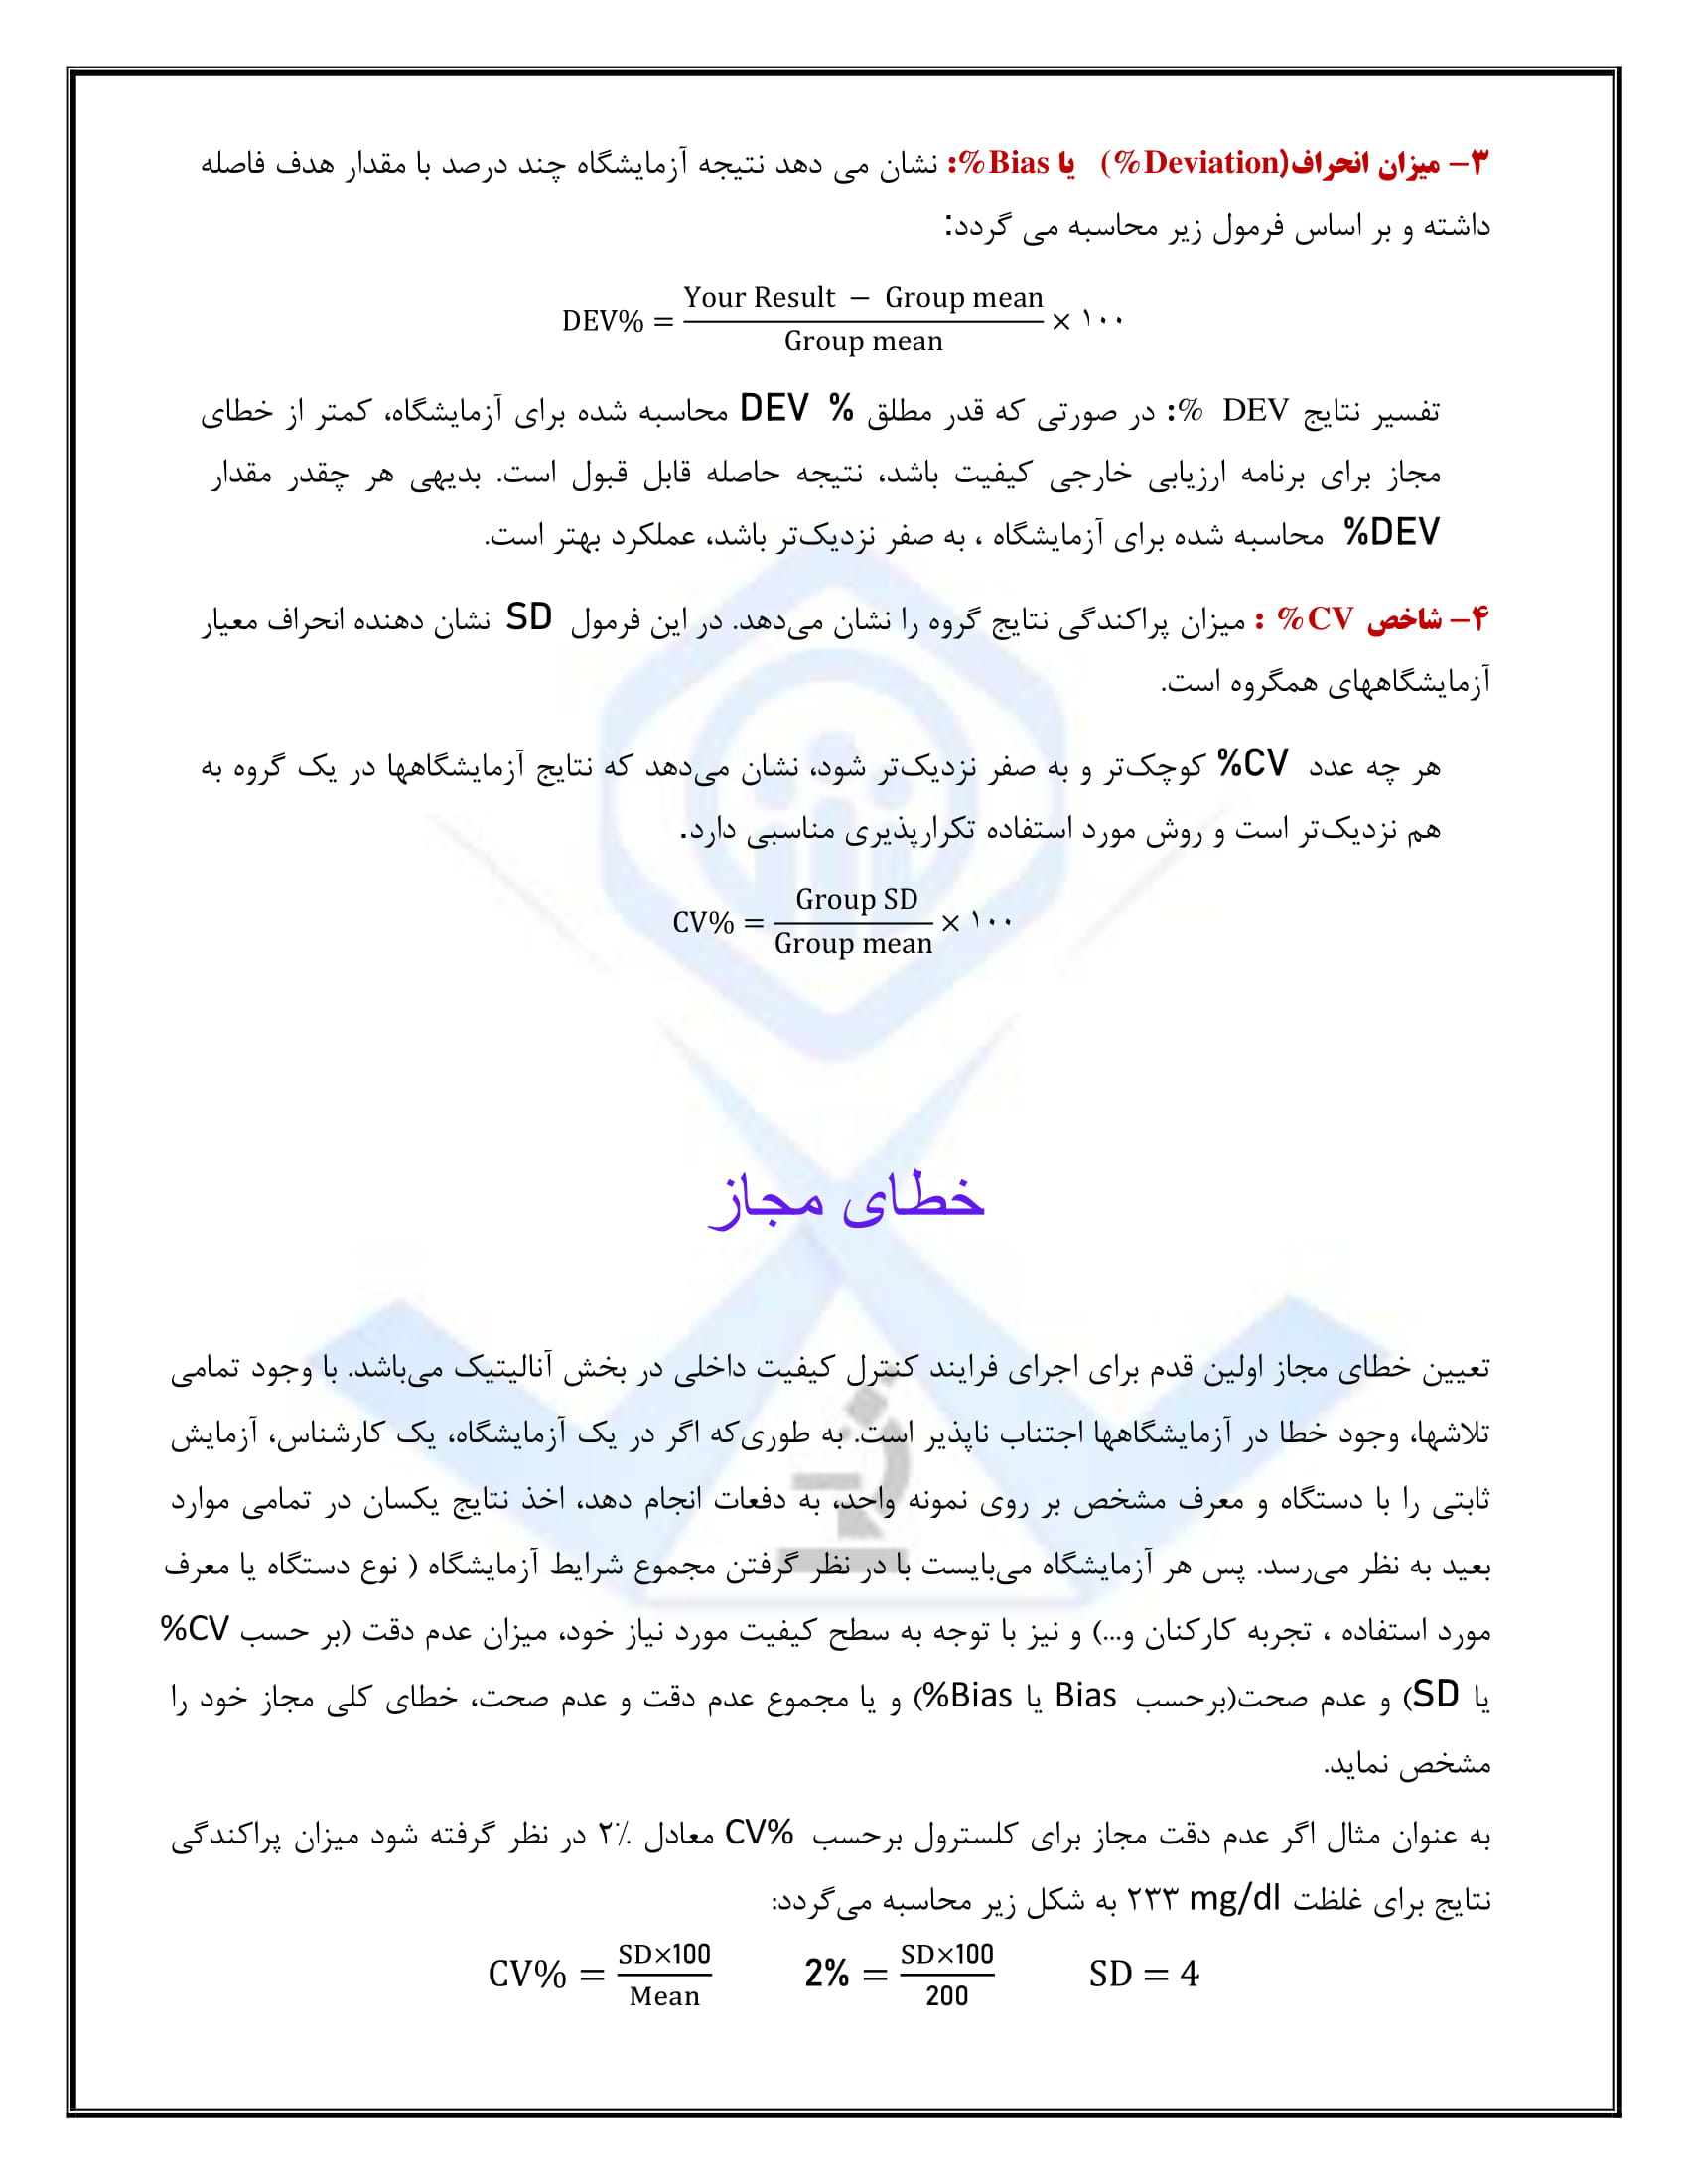 ۳- میزان انحراف(Deviation%) یا Bias%: نشان می دهد نتیجه آزمایشگاه چند درصد با مقدار هدف فاصله
داشته و بر اساس فرمول زیر محاسبه می گردد:
DEV% = (Your Result − Group mean) / (Group mean) × ۱۰۰
تفسیر نتایج DEV %: در صورتی که قدر مطلق DEV % محاسبه شده برای آزمایشگاه، کمتر از خطای
مجاز برای برنامه ارزیابی خارجی کیفیت باشد، نتیجه حاصله قابل قبول است. بدیهی هر چقدر مقدار
%DEV محاسبه شده برای آزمایشگاه ، به صفر نزدیک‌تر باشد، عملکرد بهتر است.
۴- شاخص CV% : میزان پراکندگی نتایج گروه را نشان می‌دهد. در این فرمول SD نشان دهنده انحراف معیار
آزمایشگاههای همگروه است.
هر چه عدد %CV کوچک‌تر و به صفر نزدیک‌تر شود، نشان می‌دهد که نتایج آزمایشگاهها در یک گروه به
هم نزدیک‌تر است و روش مورد استفاده تکرارپذیری مناسبی دارد.
CV% = (Group SD) / (Group mean) × ۱۰۰
خطای مجاز
تعیین خطای مجاز اولین قدم برای اجرای فرایند کنترل کیفیت داخلی در بخش آنالیتیک می‌باشد. با وجود تمامی
تلاشها، وجود خطا در آزمایشگاهها اجتناب ناپذیر است. به طوری‌که اگر در یک آزمایشگاه، یک کارشناس، آزمایش
ثابتی را با دستگاه و معرف مشخص بر روی نمونه واحد، به دفعات انجام دهد، اخذ نتایج یکسان در تمامی موارد
بعید به نظر می‌رسد. پس هر آزمایشگاه می‌بایست با در نظر گرفتن مجموع شرایط آزمایشگاه ( نوع دستگاه یا معرف
مورد استفاده ، تجربه کارکنان و...) و نیز با توجه به سطح کیفیت مورد نیاز خود، میزان عدم دقت (بر حسب CV%
یا SD) و عدم صحت(برحسب Bias یا Bias%) و یا مجموع عدم دقت و عدم صحت، خطای کلی مجاز خود را
مشخص نماید.
به عنوان مثال اگر عدم دقت مجاز برای کلسترول برحسب CV% معادل ۲٪ در نظر گرفته شود میزان پراکندگی
نتایج برای غلظت ۲۳۳ mg/dl به شکل زیر محاسبه می‌گردد:
CV% = (SD×100) / (Mean) 2% = (SD×100) / (200) SD = 4